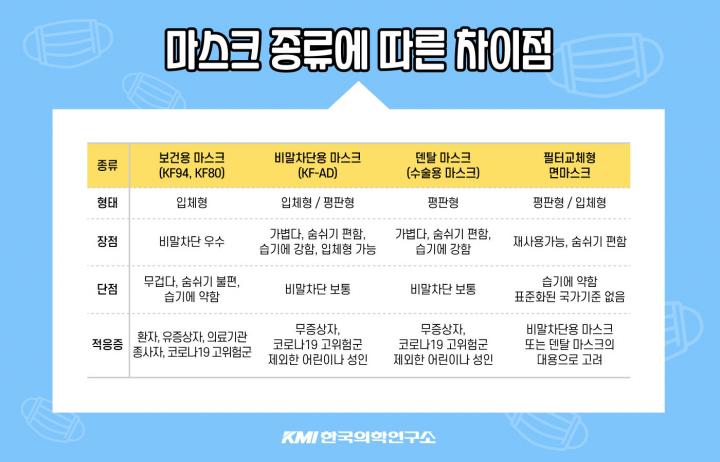 마스크 종류에 따른 차이점
종류
보건용 마스크
(KF94, KF80)
비말차단용 마스크
(KF-AD)
덴탈 마스크
(수술용 마스크)
필터교체형
면마스크
형태
입체형
입체형 / 평판형
평판형
평판형 / 입체형
장점
비말차단 우수
가볍다, 숨쉬기 편함,
습기에 강함, 입체형 가능
가볍다, 숨쉬기 편함,
습기에 강함
재사용가능, 숨쉬기 편함
단점
무겁다, 숨쉬기 불편,
습기에 약함
비말차단 보통
비말차단 보통
습기에 약함
표준화된 국가기준 없음
적응증
환자, 유증상자, 의료기관
종사자, 코로나19 고위험군
무증상자,
코로나19 고위험군
제외한 어린이나 성인
무증상자,
코로나19 고위험군
제외한 어린이나 성인
비말차단용 마스크
또는 덴탈 마스크의
대용으로 고려
KMI 한국의학연구소